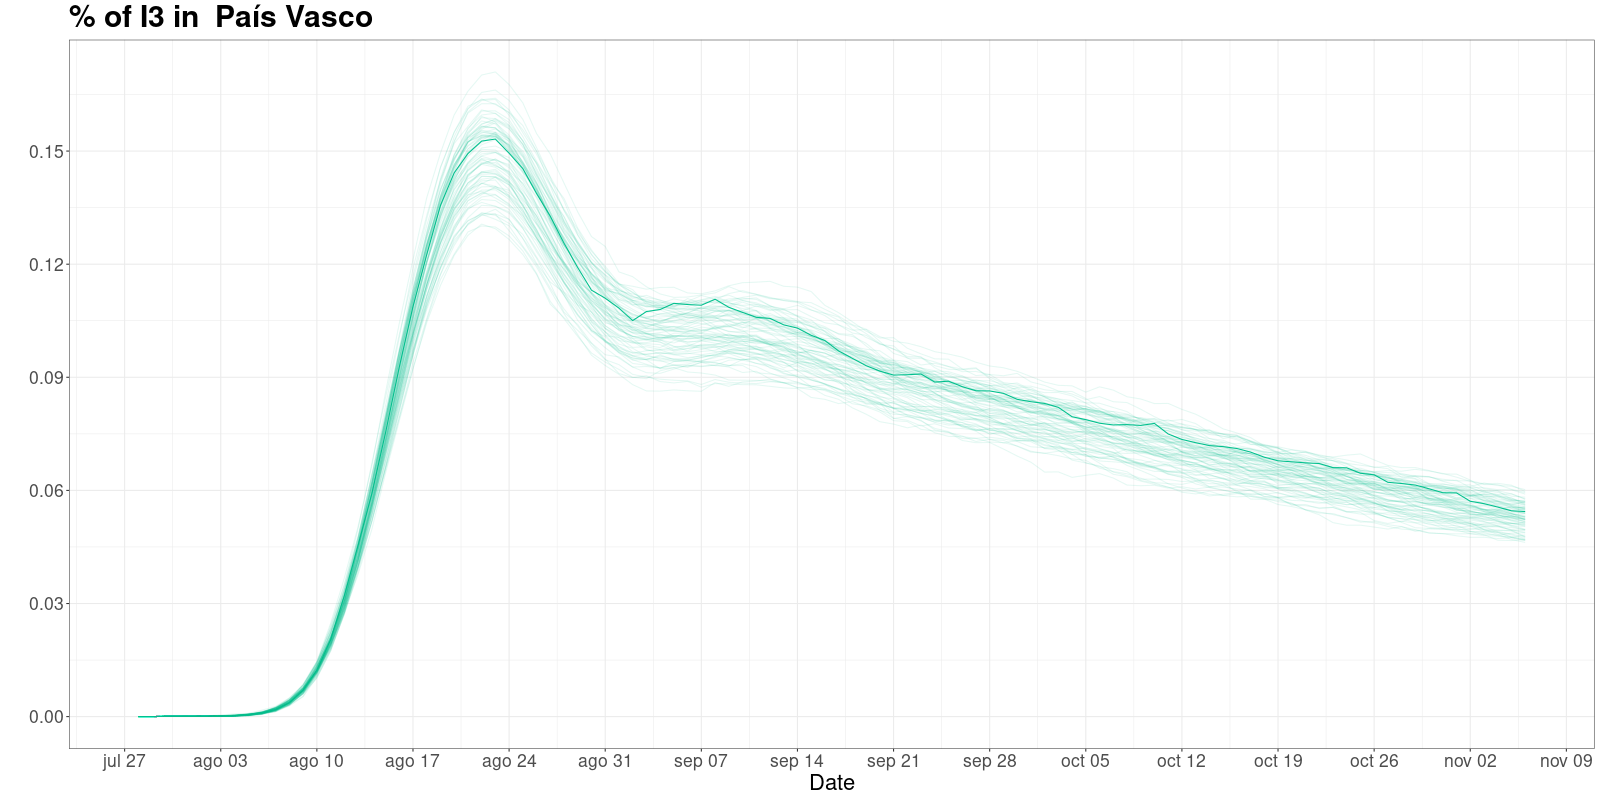 % of I3 in  País Vasco
0.15
0.12
0.09
0.06
0.03
0.00
jul 27 ago 03 ago 10 ago 17 ago 24 ago 31 sep 07 sep 14 sep 21 sep 28 oct 05 oct 12 oct 19 oct 26 nov 02 nov 09
Date